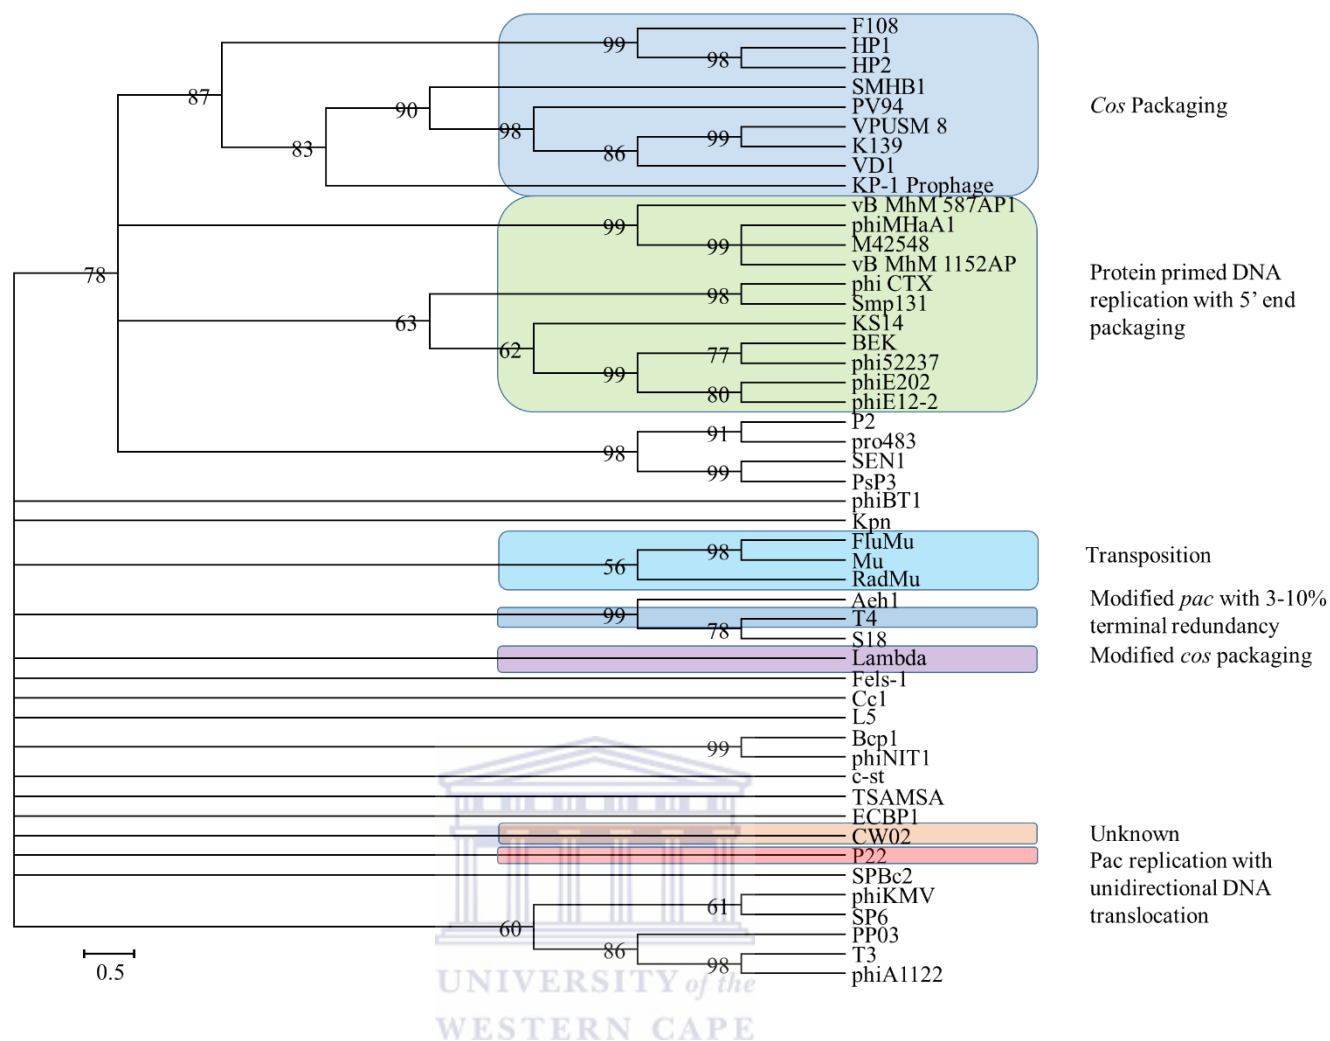 F108
99
HP1
98
HP2
87
SMHB1
90
PV94
Cos Packaging
98
VPUSM 8
99
K139
83
86
VD1
KP-1 Prophage
vB MhM 587AP1
99
phiMHaA1
99
M42548
vB MhM 1152AP
78
phi CTX
98
Smp131
Protein primed DNA
replication with 5’ end
packaging
63
KS14
62
BEK
77
phi52237
99
phiE202
80
phiE12-2
P2
91
pro483
98
SEN1
99
PsP3
phiBT1
Kpn
FluMu
98
Mu
56
RadMu
Transposition
Aeh1
99
T4
78
S18
Modified pac with 3-10%
terminal redundancy
Lambda
Modified cos packaging
Fels-1
Cc1
L5
Bcp1
99
phiNIT1
c-st
TSAMSA
ECBP1
CW02
Unknown
P22
Pac replication with
unidirectional DNA
translocation
SPBc2
phiKMV
61
SP6
60
PP03
86
T3
98
phiA1122
0.5
UNIVERSITY of the
WESTERN CAPE